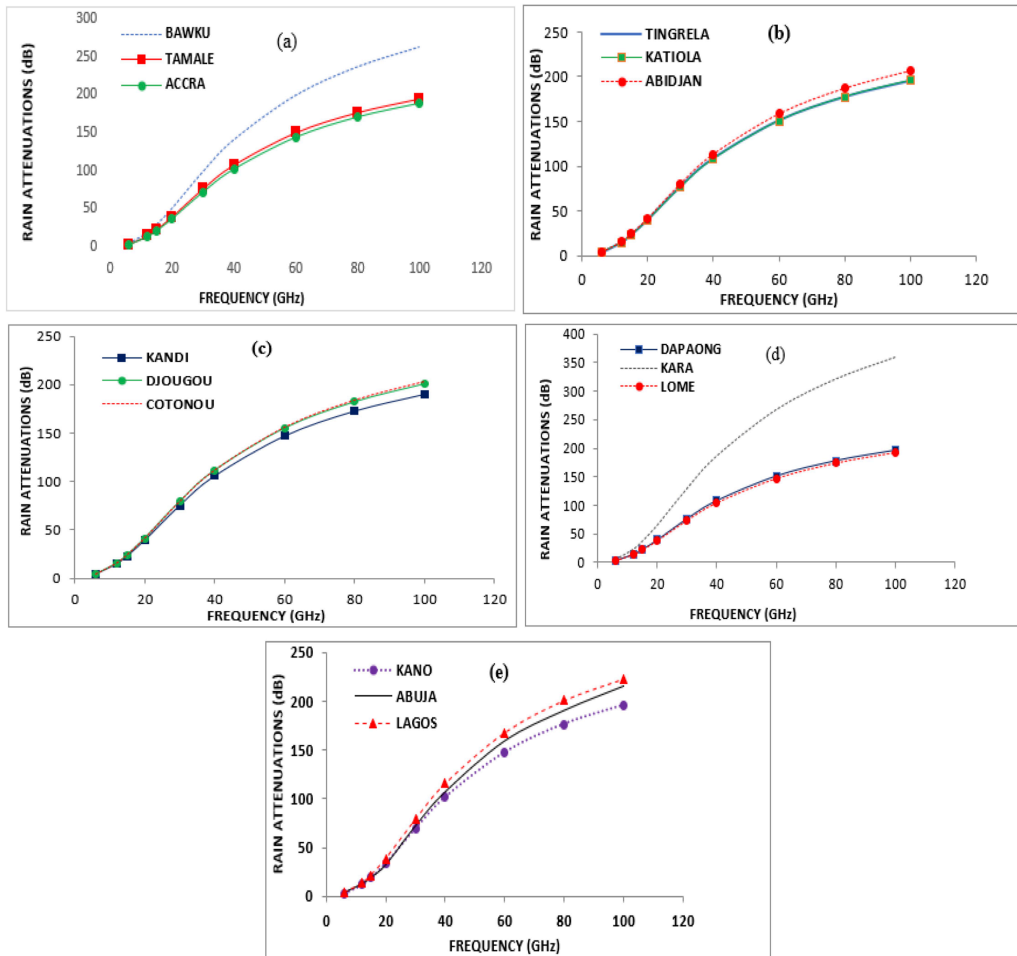 (a)
BAWKU
TAMALE
ACCRA
RAIN ATTENUATIONS (dB)
300
250
200
150
100
50
0
0 20 40 60 80 100 120
FREQUENCY (GHz)
(b)
TINGRELA
KATIOLA
ABIDJAN
RAIN ATTENUATIONS (dB)
250
200
150
100
50
0
0 20 40 60 80 100 120
FREQUENCY (GHz)
(c)
KANDI
DJOUGOU
COTONOU
RAIN ATTENUATIONS (dB)
250
200
150
100
50
0
0 20 40 60 80 100 120
FREQUENCY (GHz)
(d)
DAPAONG
KARA
LOME
RAIN ATTENUATIONS (dB)
400
350
300
250
200
150
100
50
0
0 20 40 60 80 100 120
FREQUENCY (GHz)
(e)
KANO
ABUJA
LAGOS
RAIN ATTENUATIONS (dB)
250
200
150
100
50
0
0 20 40 60 80 100 120
FREQUENCY (GHz)